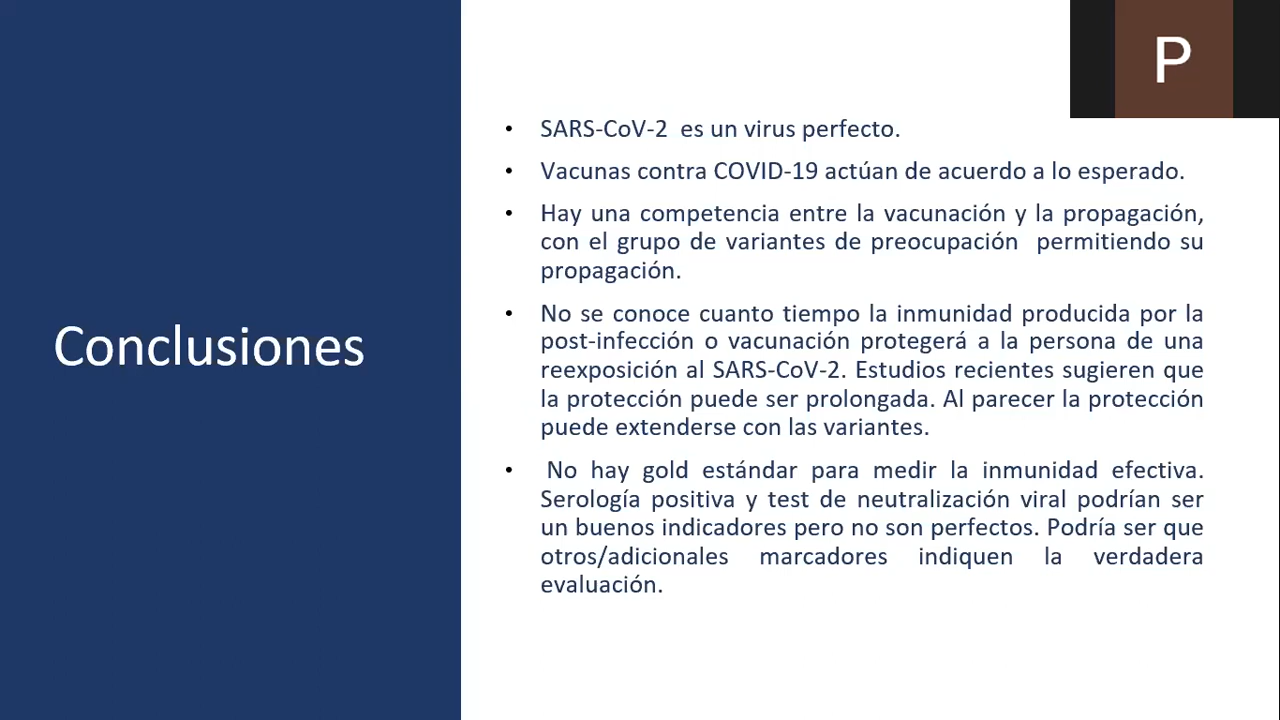 P
Conclusiones
• SARS-CoV-2  es un virus perfecto.
• Vacunas contra COVID-19 actúan de acuerdo a lo esperado.
• Hay una competencia entre la vacunación y la propagación,
con el grupo de variantes de preocupación  permitiendo su
propagación.
• No se conoce cuanto tiempo la inmunidad producida por la
post-infección o vacunación protegerá a la persona de una
reexposición al SARS-CoV-2. Estudios recientes sugieren que
la protección puede ser prolongada. Al parecer la protección
puede extenderse con las variantes.
• No hay gold estándar para medir la inmunidad efectiva.
Serología positiva y test de neutralización viral podrían ser
un buenos indicadores pero no son perfectos. Podría ser que
otros/adicionales marcadores indiquen la verdadera
evaluación.